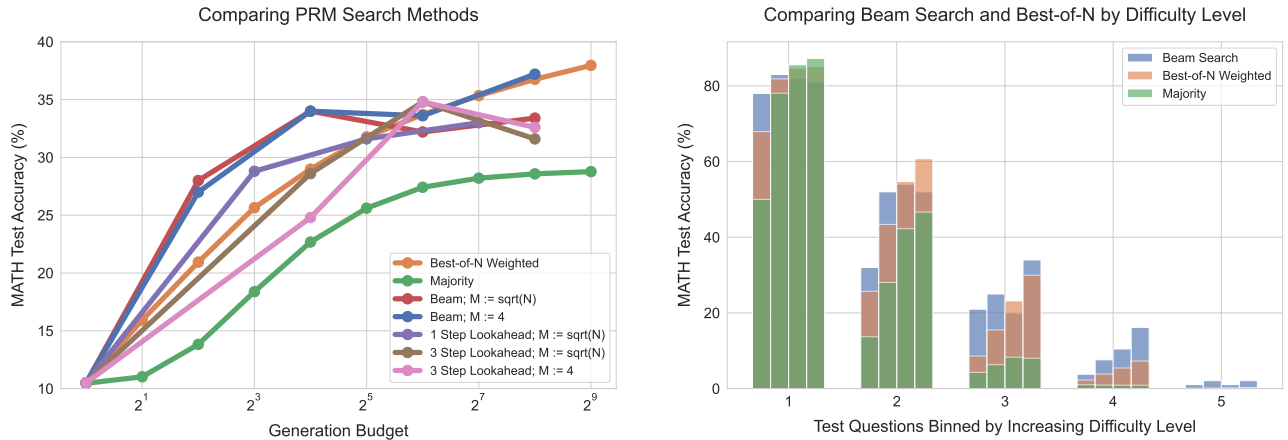 Comparing PRM Search Methods
MATH Test Accuracy (%)
40
35
30
25
20
15
10
2^1
2^3
2^5
2^7
2^9
Generation Budget
Best-of-N Weighted
Majority
Beam; M := sqrt(N)
Beam; M := 4
1 Step Lookahead; M := sqrt(N)
3 Step Lookahead; M := sqrt(N)
3 Step Lookahead; M := 4
Comparing Beam Search and Best-of-N by Difficulty Level
MATH Test Accuracy (%)
80
60
40
20
0
1
2
3
4
5
Test Questions Binned by Increasing Difficulty Level
Beam Search
Best-of-N Weighted
Majority